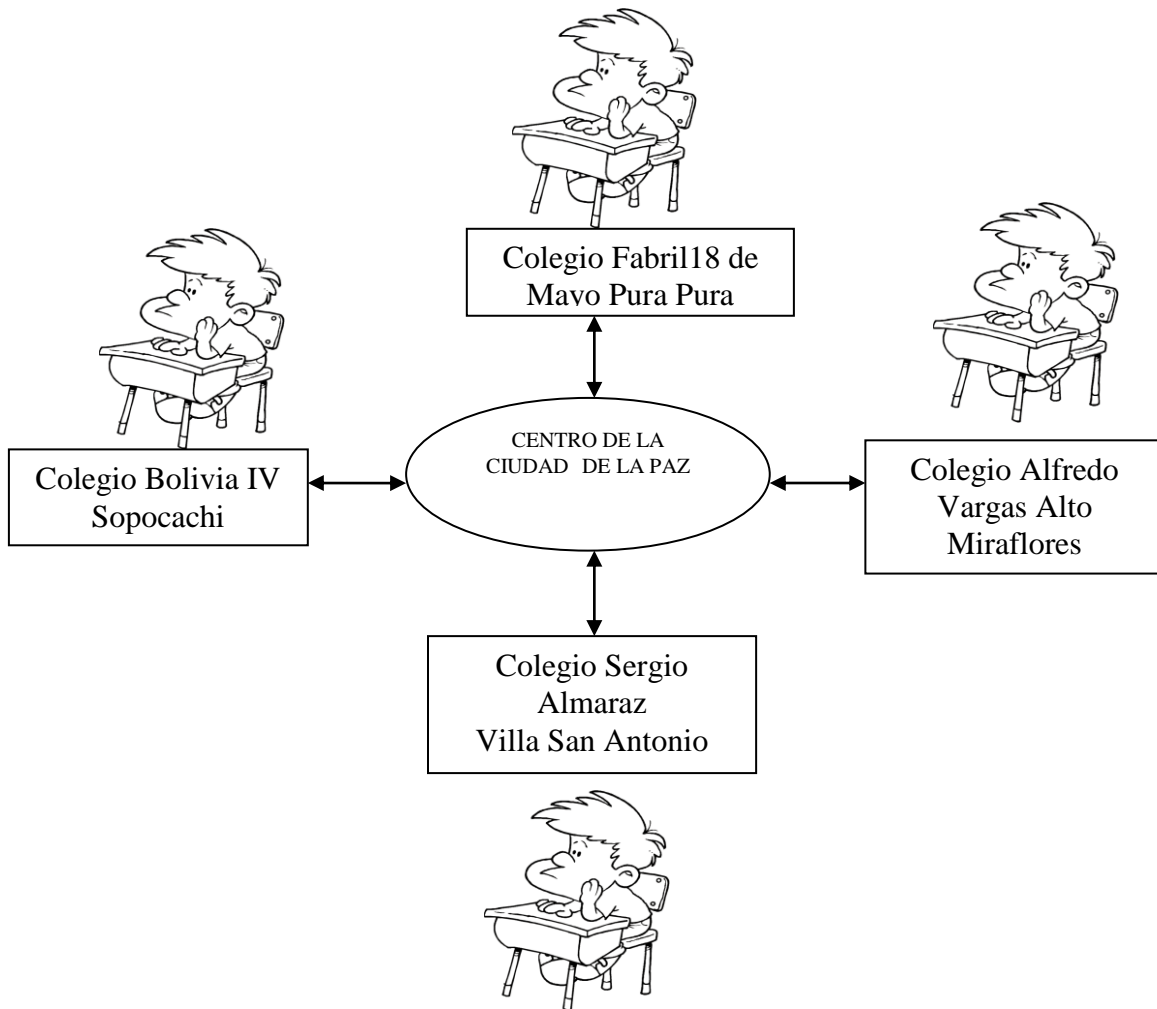 Colegio Fabril18 de
Mayo Pura Pura
CENTRO DE LA
CIUDAD DE LA PAZ
Colegio Bolivia IV
Sopocachi
Colegio Alfredo
Vargas Alto
Miraflores
Colegio Sergio
Almaraz
Villa San Antonio